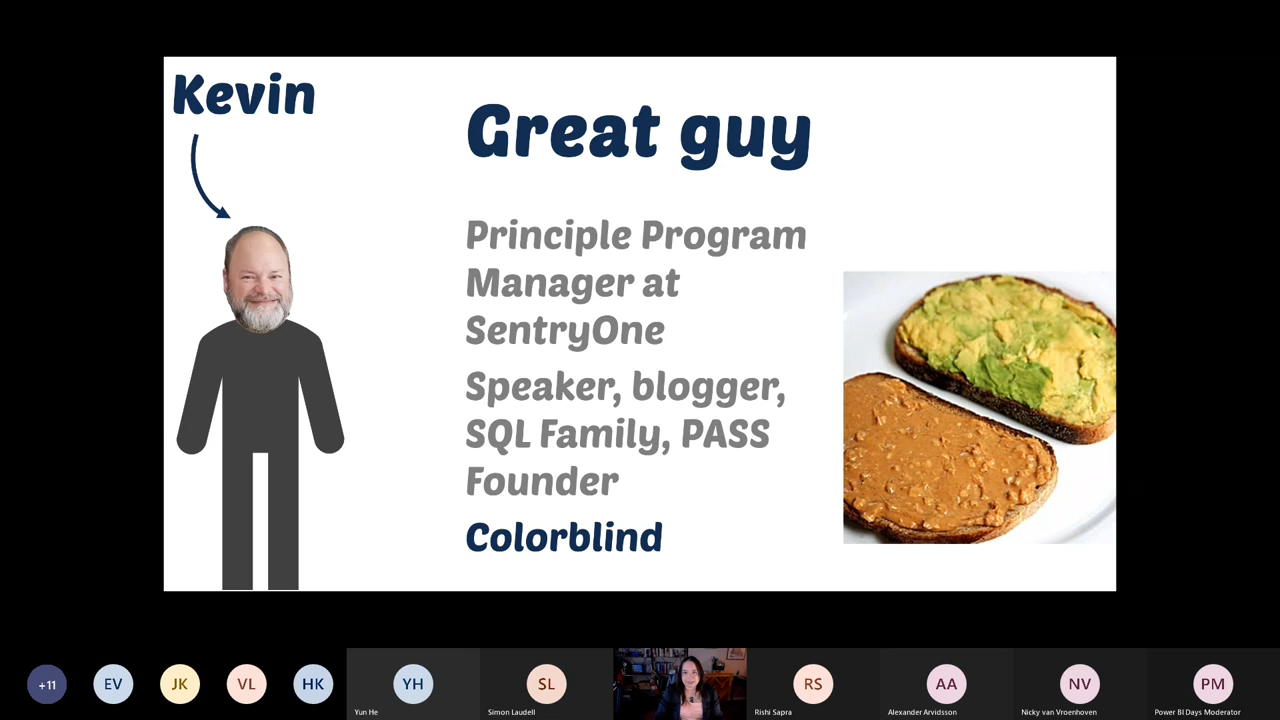 Kevin
Great guy
Principle Program
Manager at
SentryOne
Speaker, blogger,
SQL Family, PASS
Founder
Colorblind
+11
EV
JK
VL
HK
YH
SL
RS
AA
NV
PM
Yun He
Simon Laudell
Rishi Sapra
Alexander Arvidsson
Nicky van Vroenhoven
Power BI Days Moderator